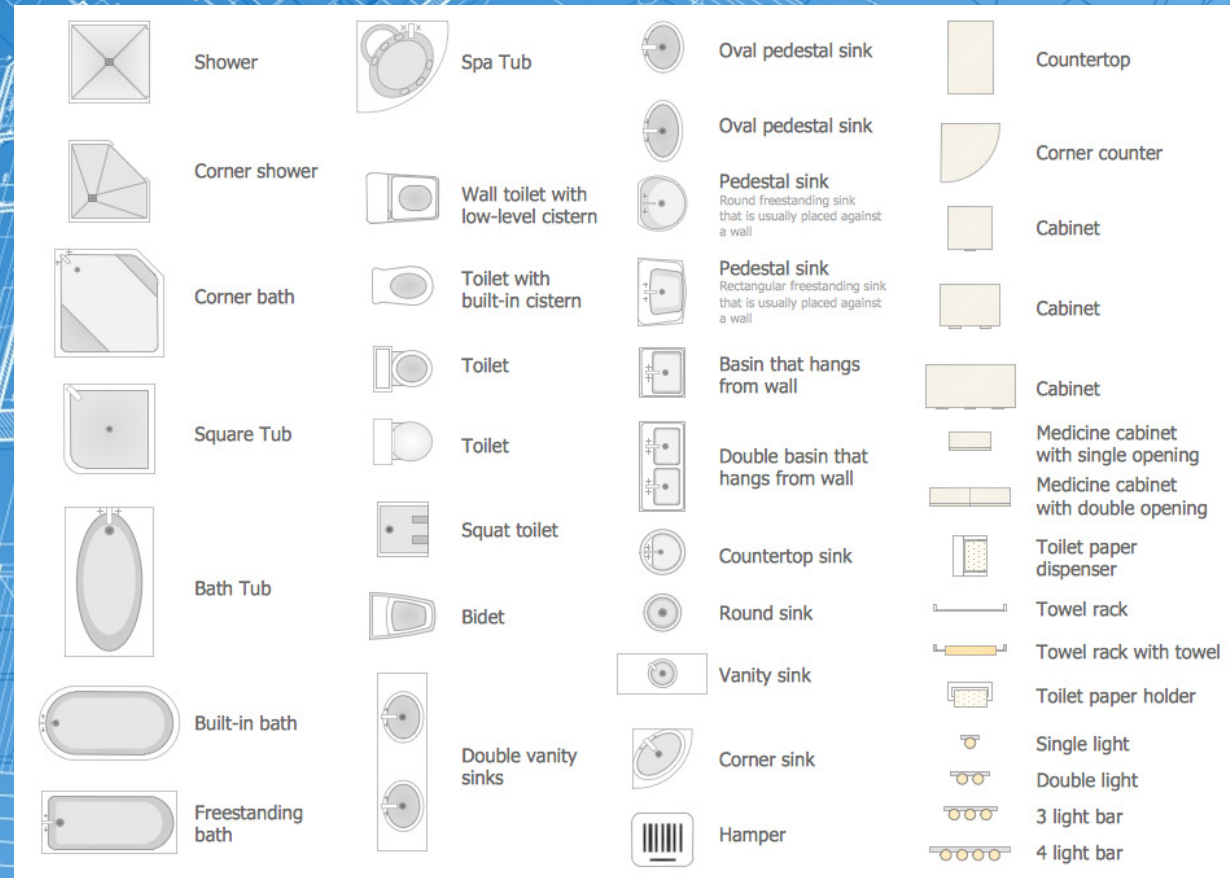 Shower
Corner shower
Corner bath
Square Tub
Bath Tub
Built-in bath
Freestanding
bath
Spa Tub
Wall toilet with
low-level cistern
Toilet with
built-in cistern
Toilet
Toilet
Squat toilet
Bidet
Double vanity
sinks
Oval pedestal sink
Oval pedestal sink
Pedestal sink
Round freestanding sink
that is usually placed against
a wall
Pedestal sink
Rectangular freestanding sink
that is usually placed against
a wall
Basin that hangs
from wall
Double basin that
hangs from wall
Countertop sink
Round sink
Vanity sink
Corner sink
Hamper
Countertop
Corner counter
Cabinet
Cabinet
Cabinet
Medicine cabinet
with single opening
Medicine cabinet
with double opening
Toilet paper
dispenser
Towel rack
Towel rack with towel
Toilet paper holder
Single light
Double light
3 light bar
4 light bar